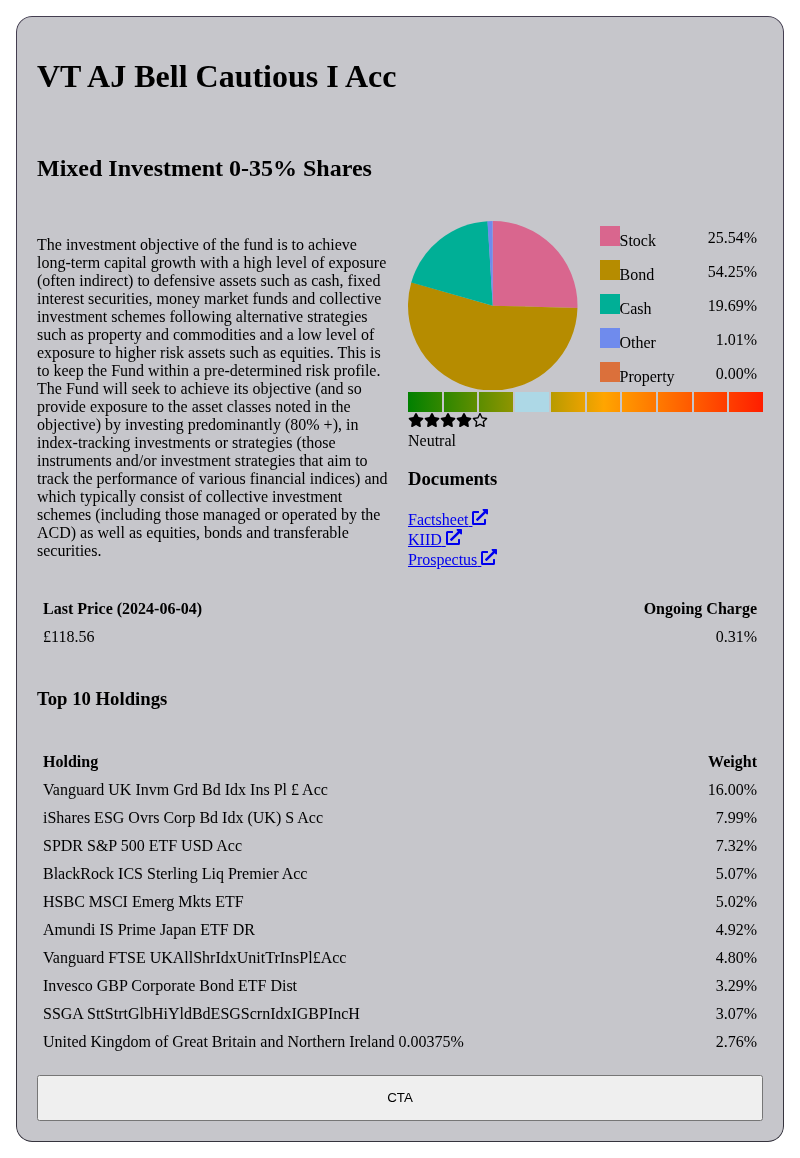 VT AJ Bell Cautious I Acc
Mixed Investment 0-35% Shares
The investment objective of the fund is to achieve
long-term capital growth with a high level of exposure
(often indirect) to defensive assets such as cash, fixed
interest securities, money market funds and collective
investment schemes following alternative strategies
such as property and commodities and a low level of
exposure to higher risk assets such as equities. This is
to keep the Fund within a pre-determined risk profile.
The Fund will seek to achieve its objective (and so
provide exposure to the asset classes noted in the
objective) by investing predominantly (80% +), in
index-tracking investments or strategies (those
instruments and/or investment strategies that aim to
track the performance of various financial indices) and
which typically consist of collective investment
schemes (including those managed or operated by the
ACD) as well as equities, bonds and transferable
securities.
Stock 25.54%
Bond 54.25%
Cash 19.69%
Other 1.01%
Property 0.00%
Neutral
Documents
Factsheet
KIID
Prospectus
Last Price (2024-06-04) Ongoing Charge
£118.56 0.31%
Top 10 Holdings
Holding Weight
Vanguard UK Invm Grd Bd Idx Ins Pl £ Acc 16.00%
iShares ESG Ovrs Corp Bd Idx (UK) S Acc 7.99%
SPDR S&P 500 ETF USD Acc 7.32%
BlackRock ICS Sterling Liq Premier Acc 5.07%
HSBC MSCI Emerg Mkts ETF 5.02%
Amundi IS Prime Japan ETF DR 4.92%
Vanguard FTSE UKAllShrIdxUnitTrInsPl£Acc 4.80%
Invesco GBP Corporate Bond ETF Dist 3.29%
SSGA SttStrtGlbHiYldBdESGScrnIdxIGBPIncH 3.07%
United Kingdom of Great Britain and Northern Ireland 0.00375% 2.76%
CTA